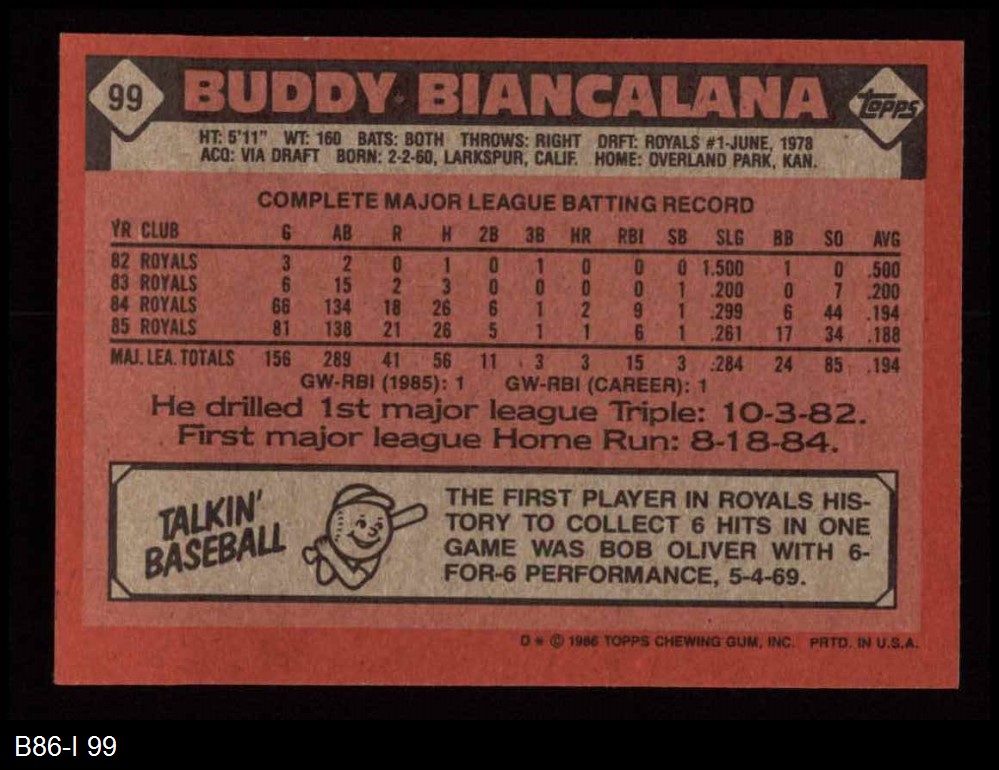 99 BUDDY BIANCALANA TOPPS
HT: 5'11" WT: 160 BATS: BOTH THROWS: RIGHT DRFT: ROYALS #1-JUNE, 1978
ACQ: VIA DRAFT BORN: 2-2-60, LARKSPUR, CALIF. HOME: OVERLAND PARK, KAN.
COMPLETE MAJOR LEAGUE BATTING RECORD
YR CLUB G AB R H 2B 3B HR RBI SB SLG BB SO AVG
82 ROYALS 3 2 0 1 0 1 0 0 0 1.500 1 0 .500
83 ROYALS 6 15 2 3 0 0 0 0 1 .200 0 7 .200
84 ROYALS 66 134 18 26 6 1 2 9 1 .299 6 44 .194
85 ROYALS 81 138 21 26 5 1 1 6 1 .261 17 34 .188
MAJ. LEA. TOTALS 156 289 41 56 11 3 3 15 3 .284 24 85 .194
GW-RBI (1985): 1 GW-RBI (CAREER): 1
He drilled 1st major league Triple: 10-3-82.
First major league Home Run: 8-18-84.
TALKIN'
BASEBALL
THE FIRST PLAYER IN ROYALS HIS-
TORY TO COLLECT 6 HITS IN ONE
GAME WAS BOB OLIVER WITH 6-
FOR-6 PERFORMANCE, 5-4-69.
D * © 1986 TOPPS CHEWING GUM, INC. PRTD. IN U.S.A.
B86-I 99